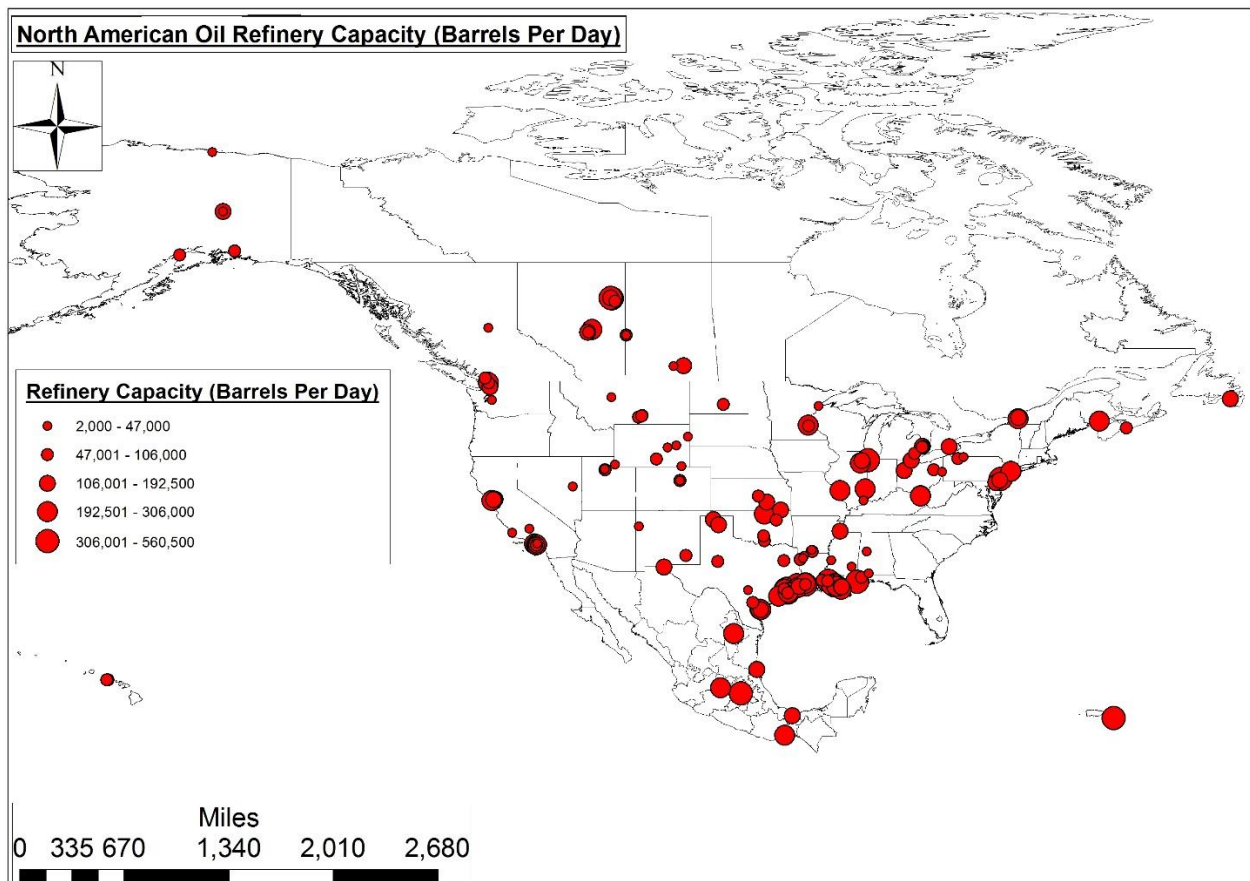 North American Oil Refinery Capacity (Barrels Per Day)
N
Refinery Capacity (Barrels Per Day)
2,000 - 47,000
47,001 - 106,000
106,001 - 192,500
192,501 - 306,000
306,001 - 560,500
Miles
0 335 670 1,340 2,010 2,680